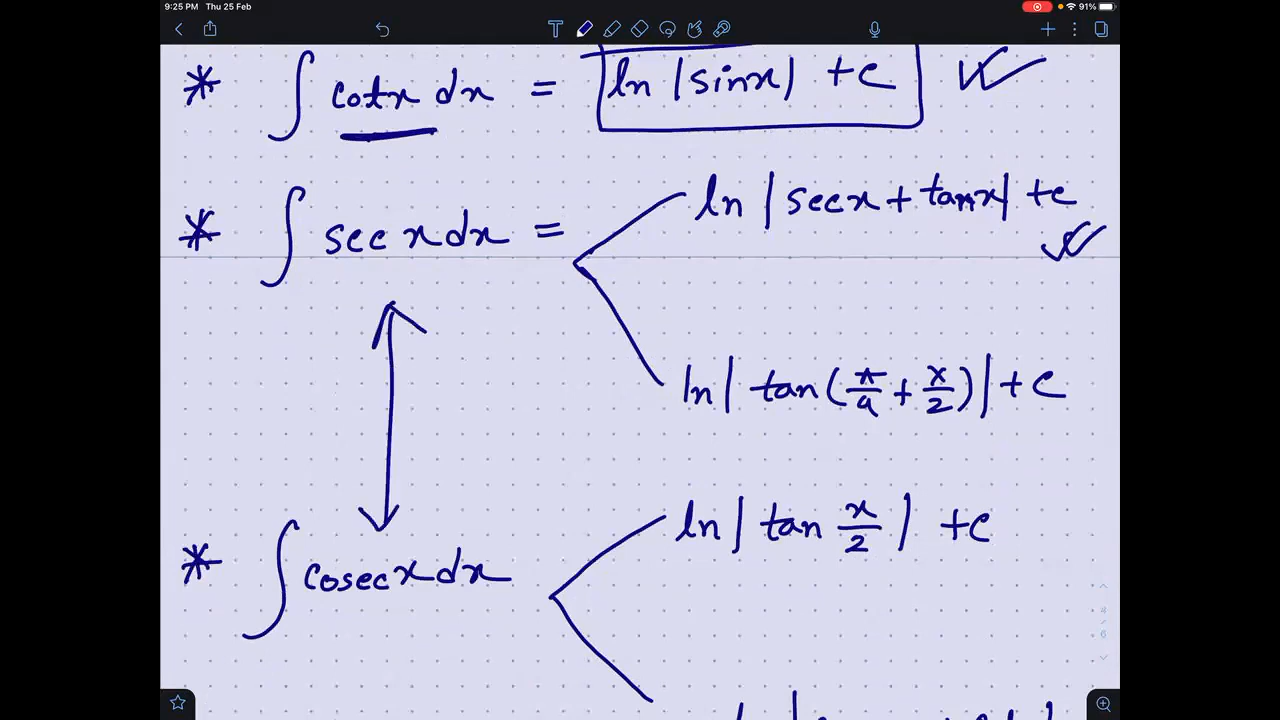 9:25 PM Thu 25 Feb
91%
T
* ∫ cotx dx = ln |sinx| + c
* ∫ sec x dx =
ln |secx + tanx| + c
ln | tan (π/4 + x/2) | + c
ln | tan x/2 | + c
* ∫ cosec x dx